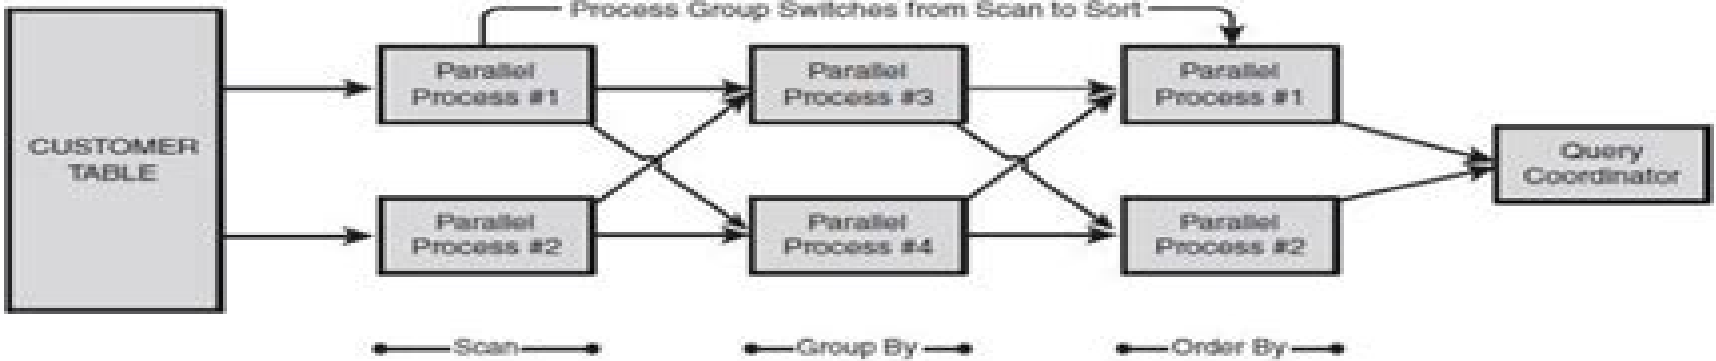 Process Group Switches from Scan to Sort
CUSTOMER
TABLE
Parallel
Process #1
Parallel
Process #2
Parallel
Process #3
Parallel
Process #4
Parallel
Process #1
Parallel
Process #2
Query
Coordinator
Scan
Group By
Order By